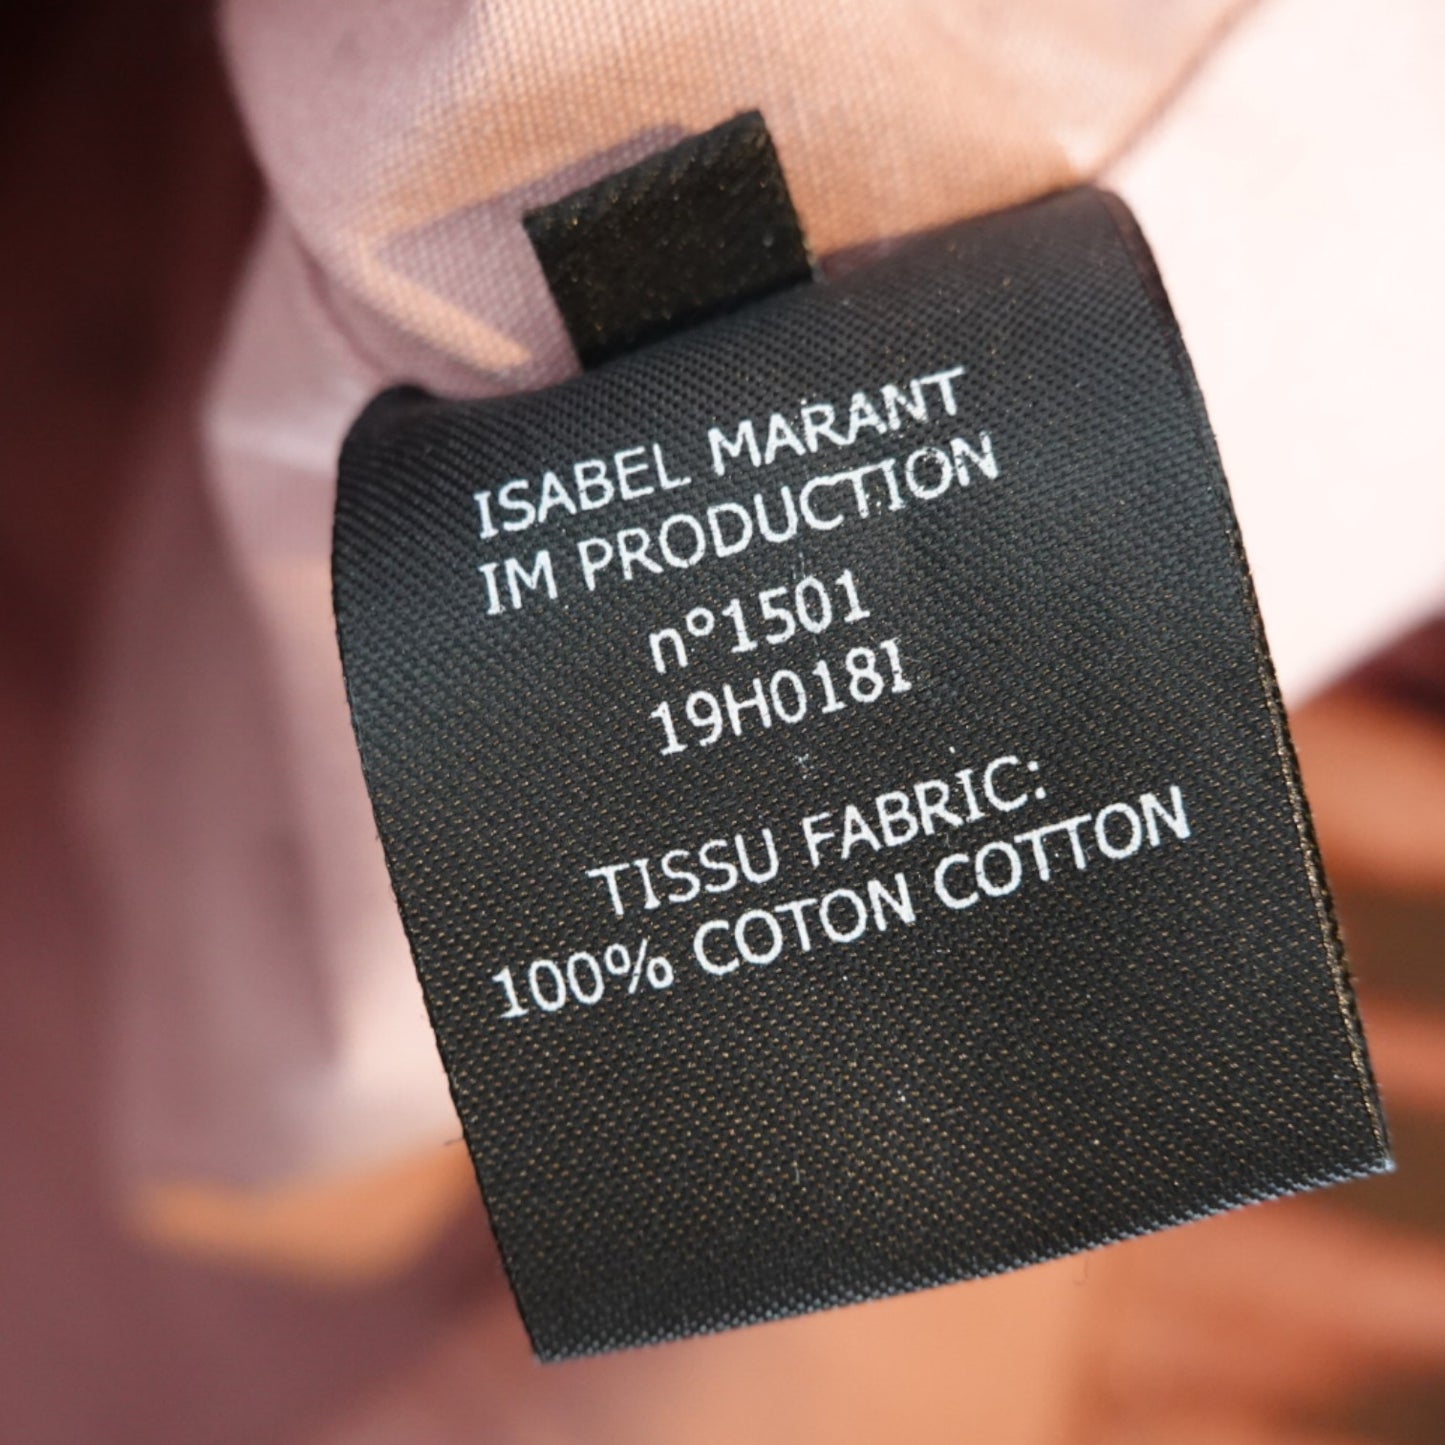 ISABEL MARANT
IM PRODUCTION
n°1501
19H018I
TISSU FABRIC:
100% COTON COTTON